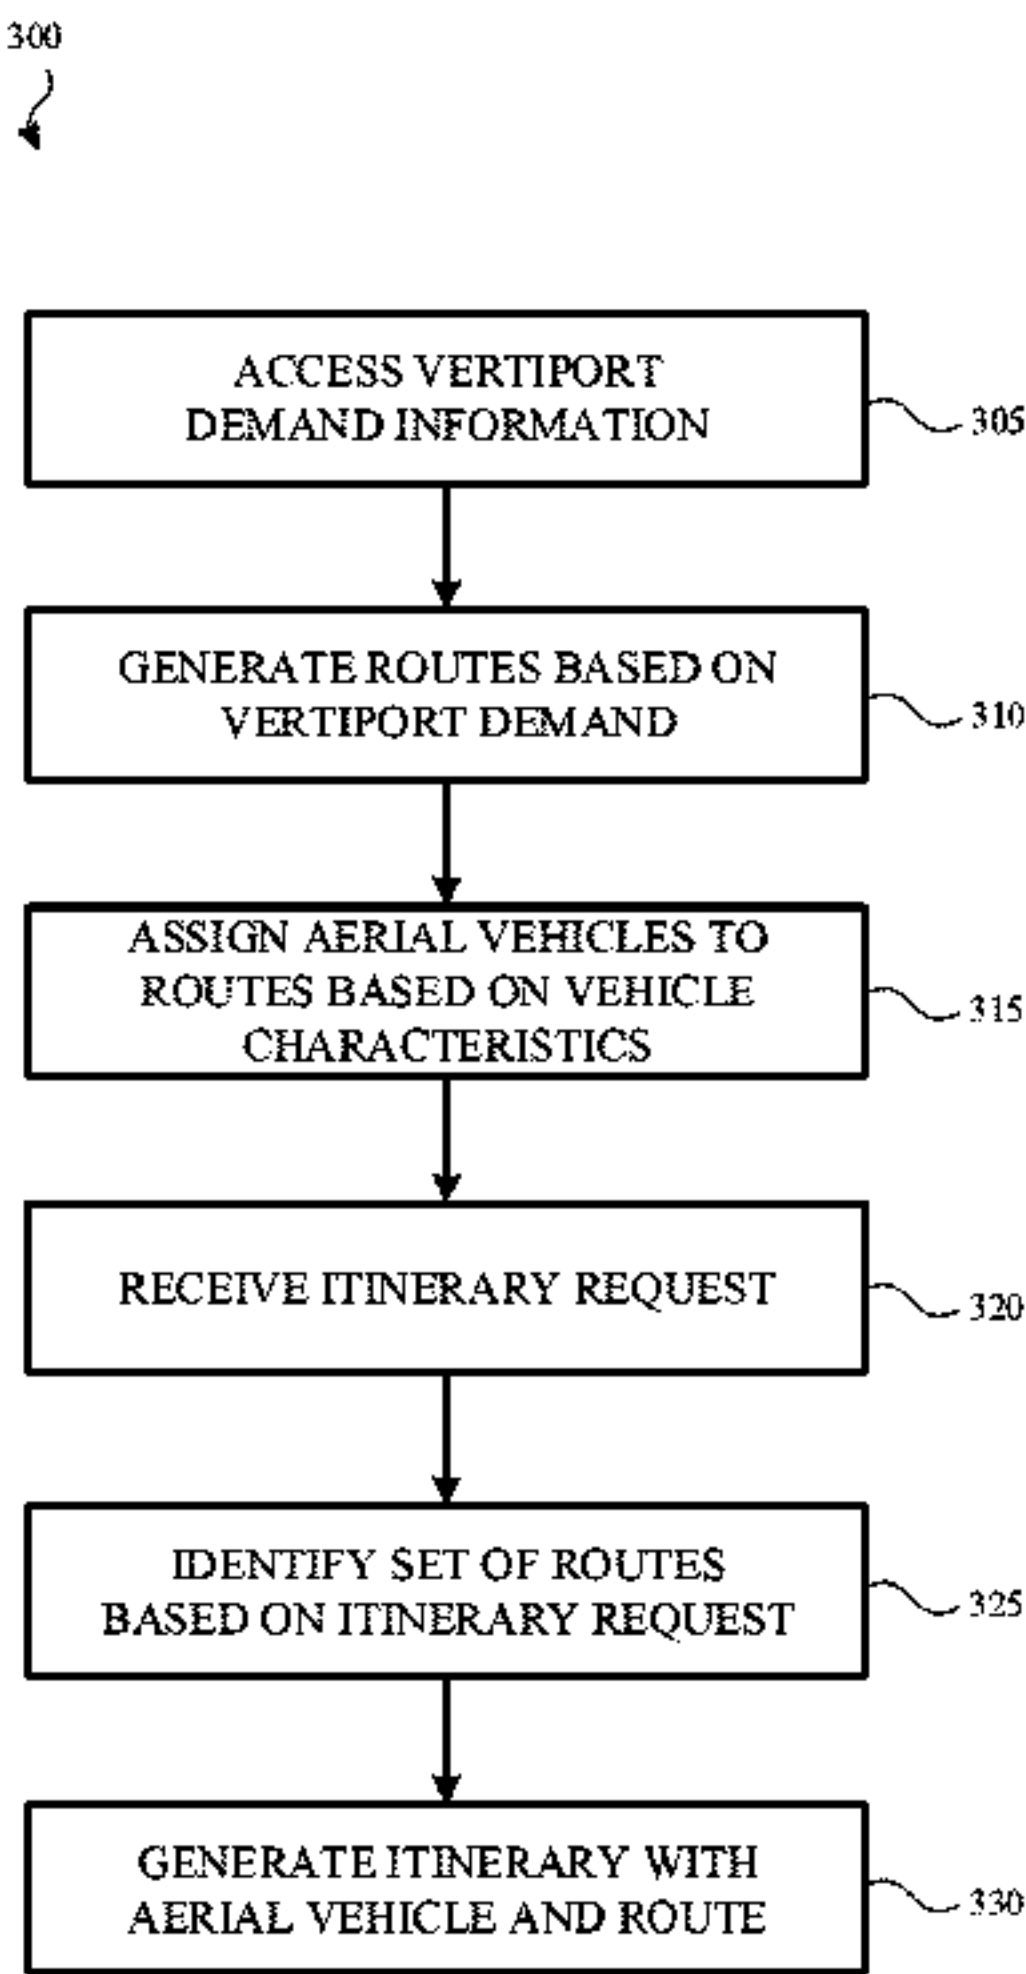 300
ACCESS VERTIPORT
DEMAND INFORMATION
305
GENERATE ROUTES BASED ON
VERTIPORT DEMAND
310
ASSIGN AERIAL VEHICLES TO
ROUTES BASED ON VEHICLE
CHARACTERISTICS
315
RECEIVE ITINERARY REQUEST
320
IDENTIFY SET OF ROUTES
BASED ON ITINERARY REQUEST
325
GENERATE ITINERARY WITH
AERIAL VEHICLE AND ROUTE
330